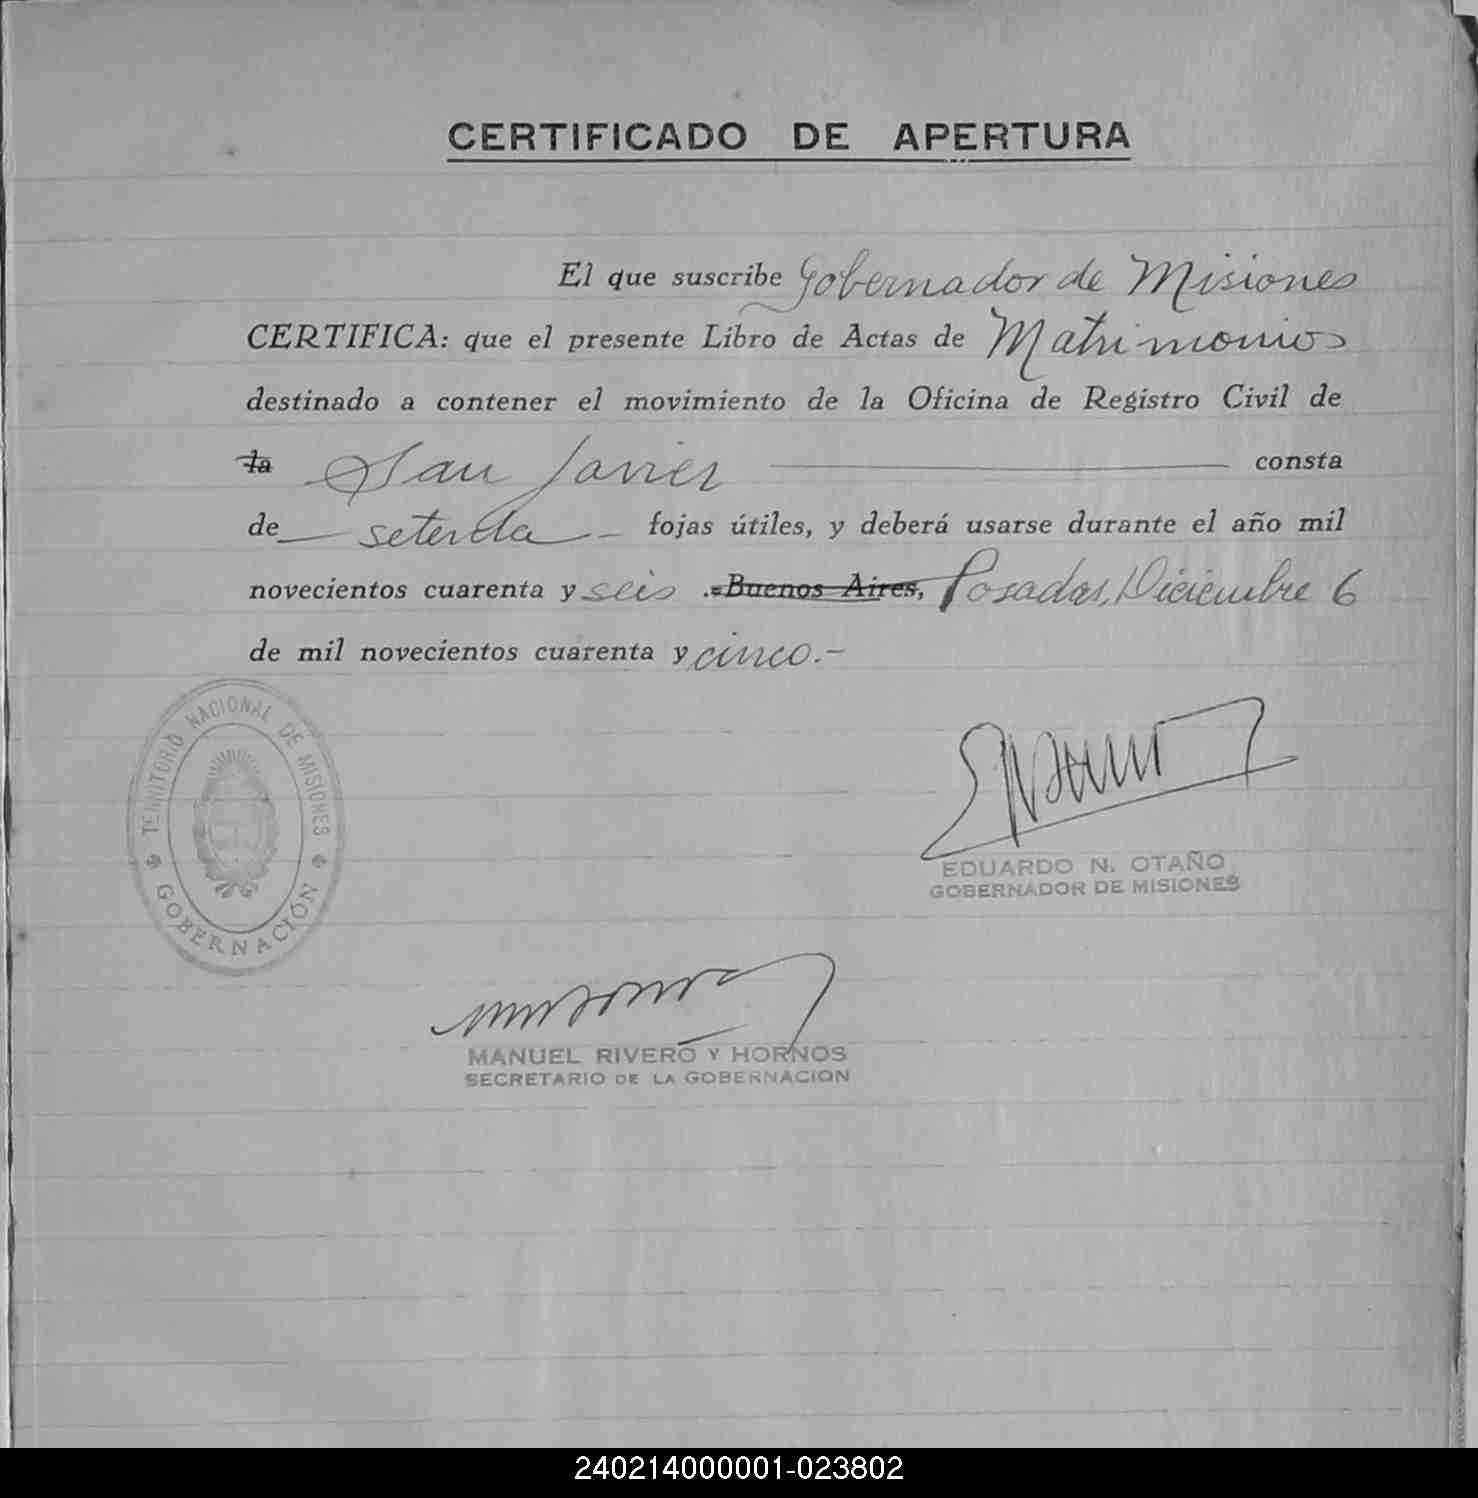 CERTIFICADO DE APERTURA
El que suscribe Gobernador de Misiones
CERTIFICA: que el presente Libro de Actas de Matrimonios
destinado a contener el movimiento de la Oficina de Registro Civil de
la San Javier consta
de setenta fojas útiles, y deberá usarse durante el año mil
novecientos cuarenta y seis .=Buenos Aires, Posadas, Diciembre 6
de mil novecientos cuarenta y cinco.-
TERRITORIO NACIONAL DE MISIONES
GOBERNACIÓN
EDUARDO N. OTAÑO
GOBERNADOR DE MISIONES
MANUEL RIVERO Y HORNOS
SECRETARIO DE LA GOBERNACION
240214000001-023802